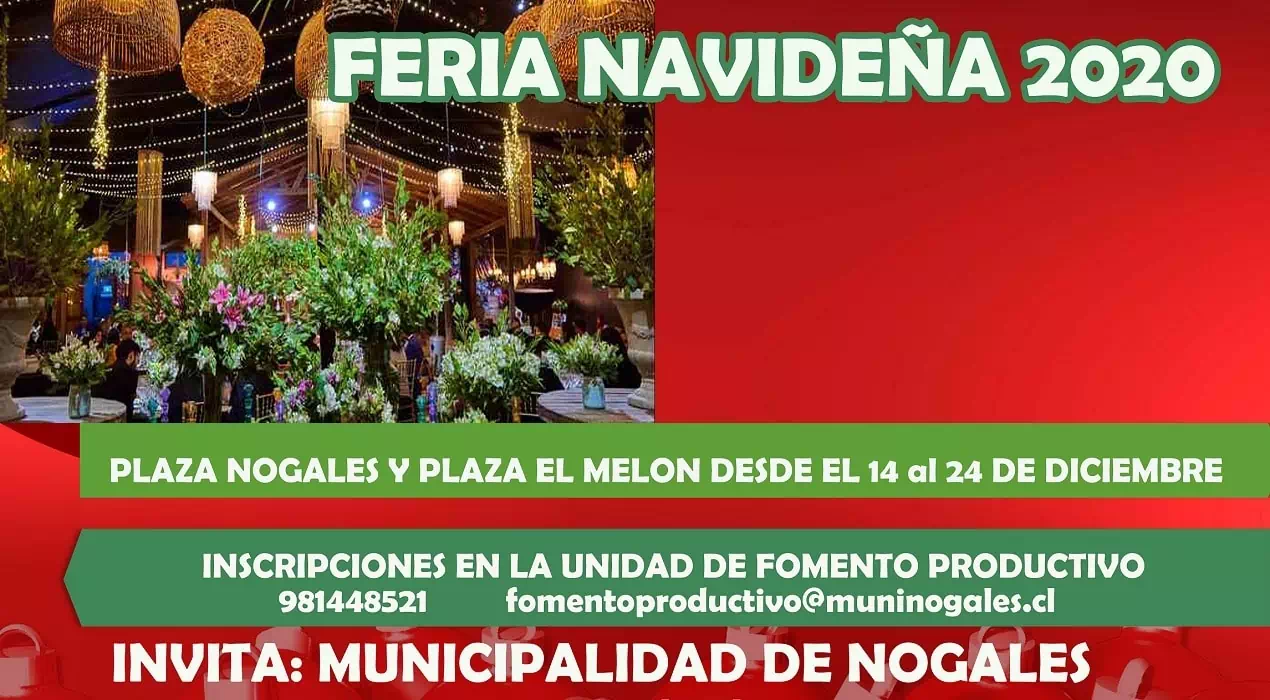 FERIA NAVIDEÑA 2020
PLAZA NOGALES Y PLAZA EL MELON DESDE EL 14 al 24 DE DICIEMBRE
INSCRIPCIONES EN LA UNIDAD DE FOMENTO PRODUCTIVO
981448521 fomentoproductivo@muninogales.cl
INVITA: MUNICIPALIDAD DE NOGALES